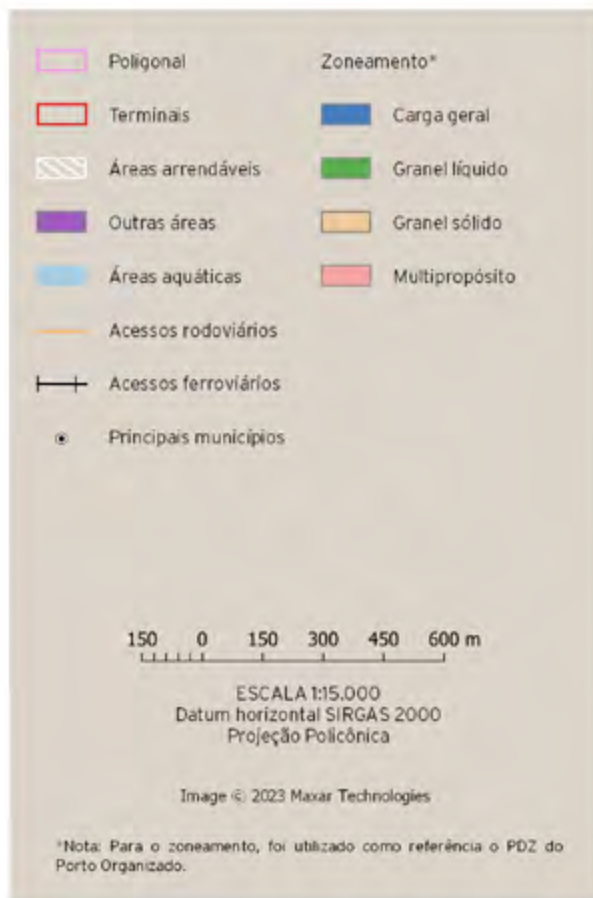 Poligonal
Terminais
Áreas arrendáveis
Outras áreas
Áreas aquáticas
Acessos rodoviários
Acessos ferroviários
Principais municípios
Zoneamento*
Carga geral
Granel líquido
Granel sólido
Multipropósito
150 0 150 300 450 600 m
ESCALA 1:15.000
Datum horizontal SIRGAS 2000
Projeção Policônica
Image © 2023 Maxar Technologies
*Nota: Para o zoneamento, foi utilizado como referência o PDZ do
Porto Organizado.